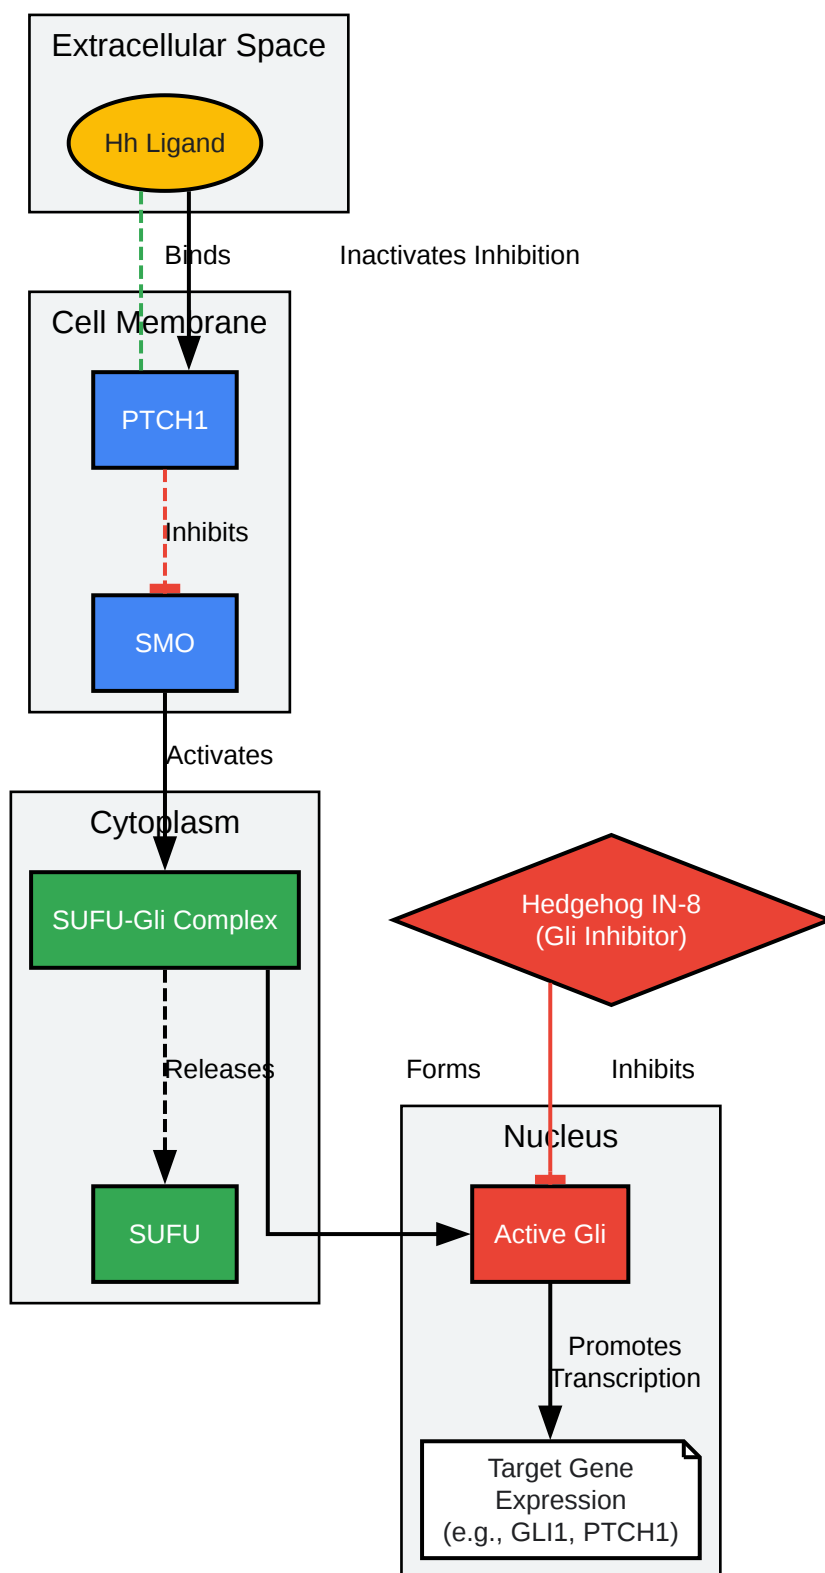 Extracellular Space
Hh Ligand
Binds
Inactivates Inhibition
Cell Membrane
PTCH1
Inhibits
SMO
Activates
Cytoplasm
SUFU-Gli Complex
Hedgehog IN-8
(Gli Inhibitor)
Releases
Forms
Inhibits
Nucleus
SUFU
Active Gli
Promotes
Transcription
Target Gene
Expression
(e.g., GLI1, PTCH1)